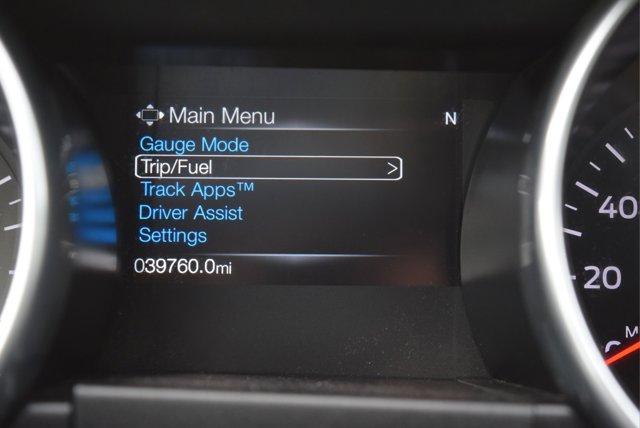 Main Menu
N
Gauge Mode
Trip/Fuel >
Track Apps™
Driver Assist
Settings
039760.0mi
40
20
M